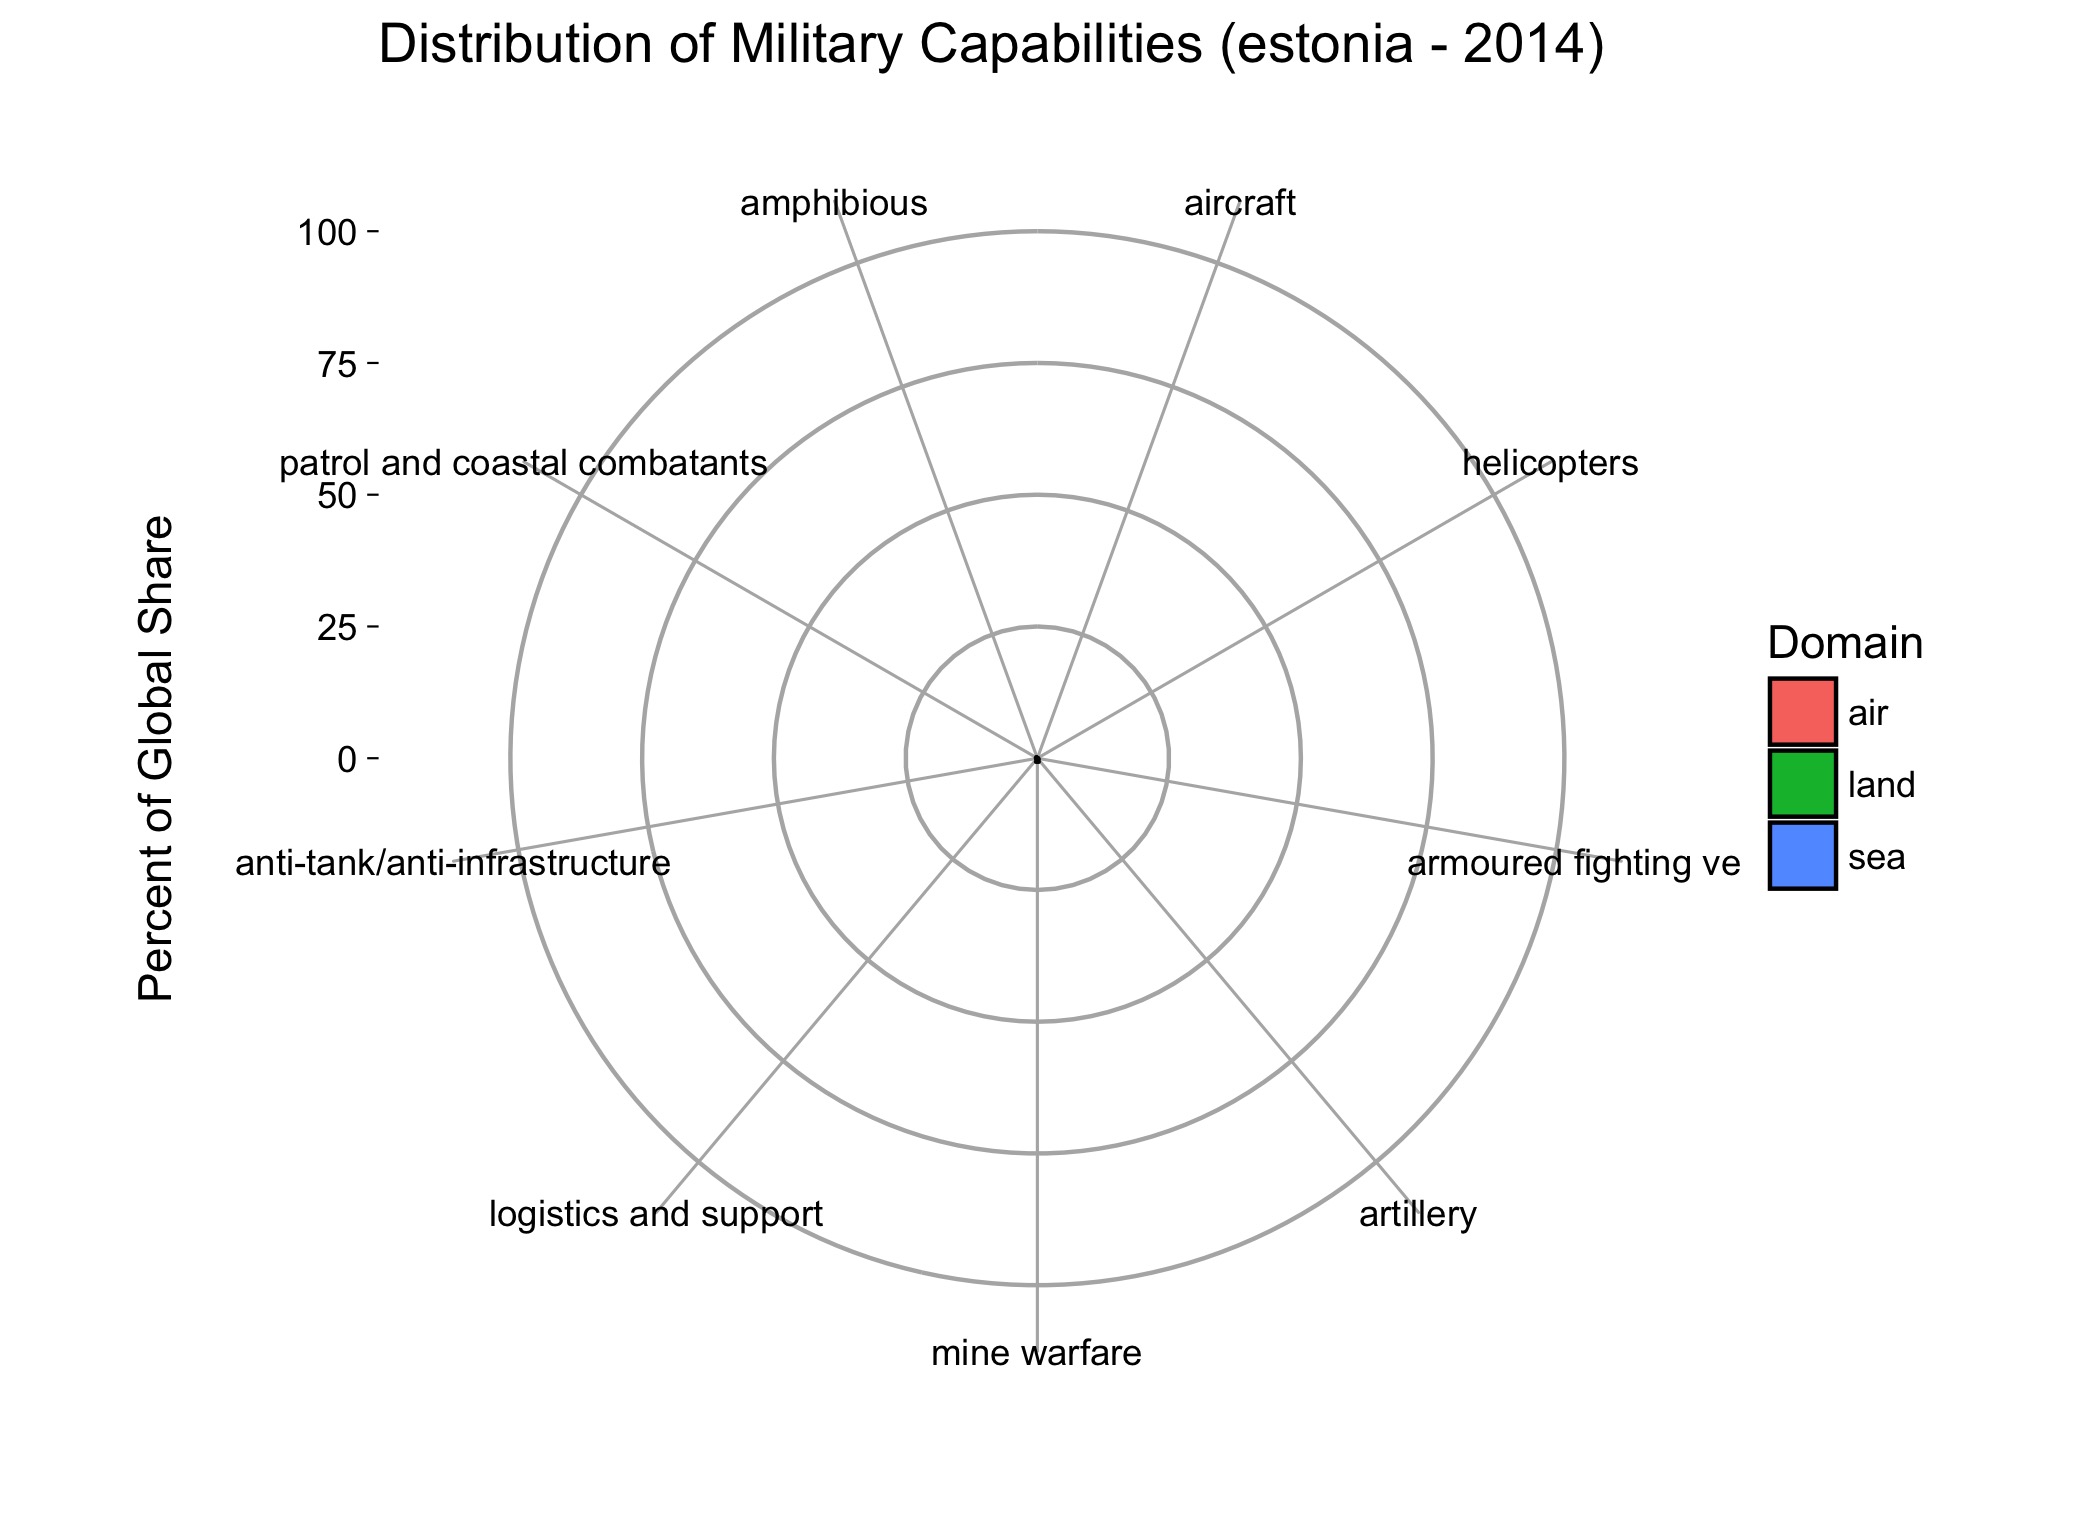 Distribution of Military Capabilities (estonia - 2014)
amphibious
aircraft
100
75
patrol and coastal combatants
helicopters
50
25
0
Percent of Global Share
Domain
air
land
sea
anti-tank/anti-infrastructure
armoured fighting ve
logistics and support
artillery
mine warfare